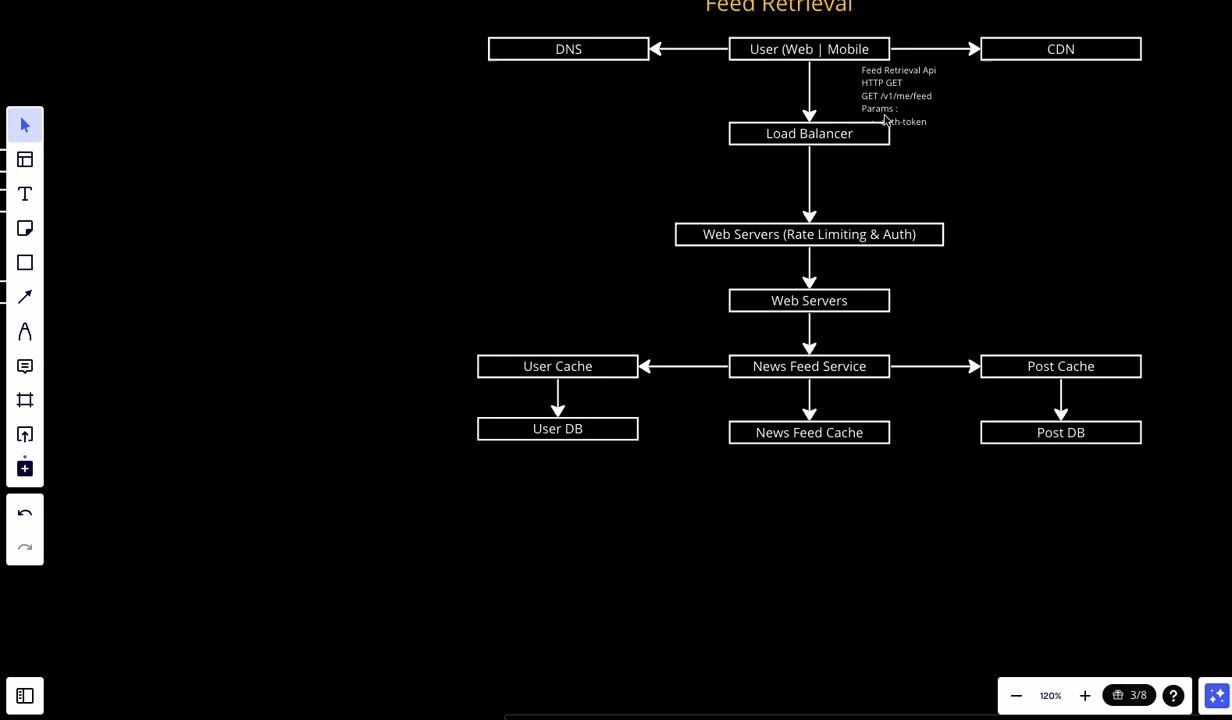 Feed Retrieval
DNS
User (Web | Mobile
CDN
Feed Retrieval Api
HTTP GET
GET /v1/me/feed
Params :
Load Balancer
Web Servers (Rate Limiting & Auth)
Web Servers
User Cache
News Feed Service
Post Cache
User DB
News Feed Cache
Post DB
120%
3/8